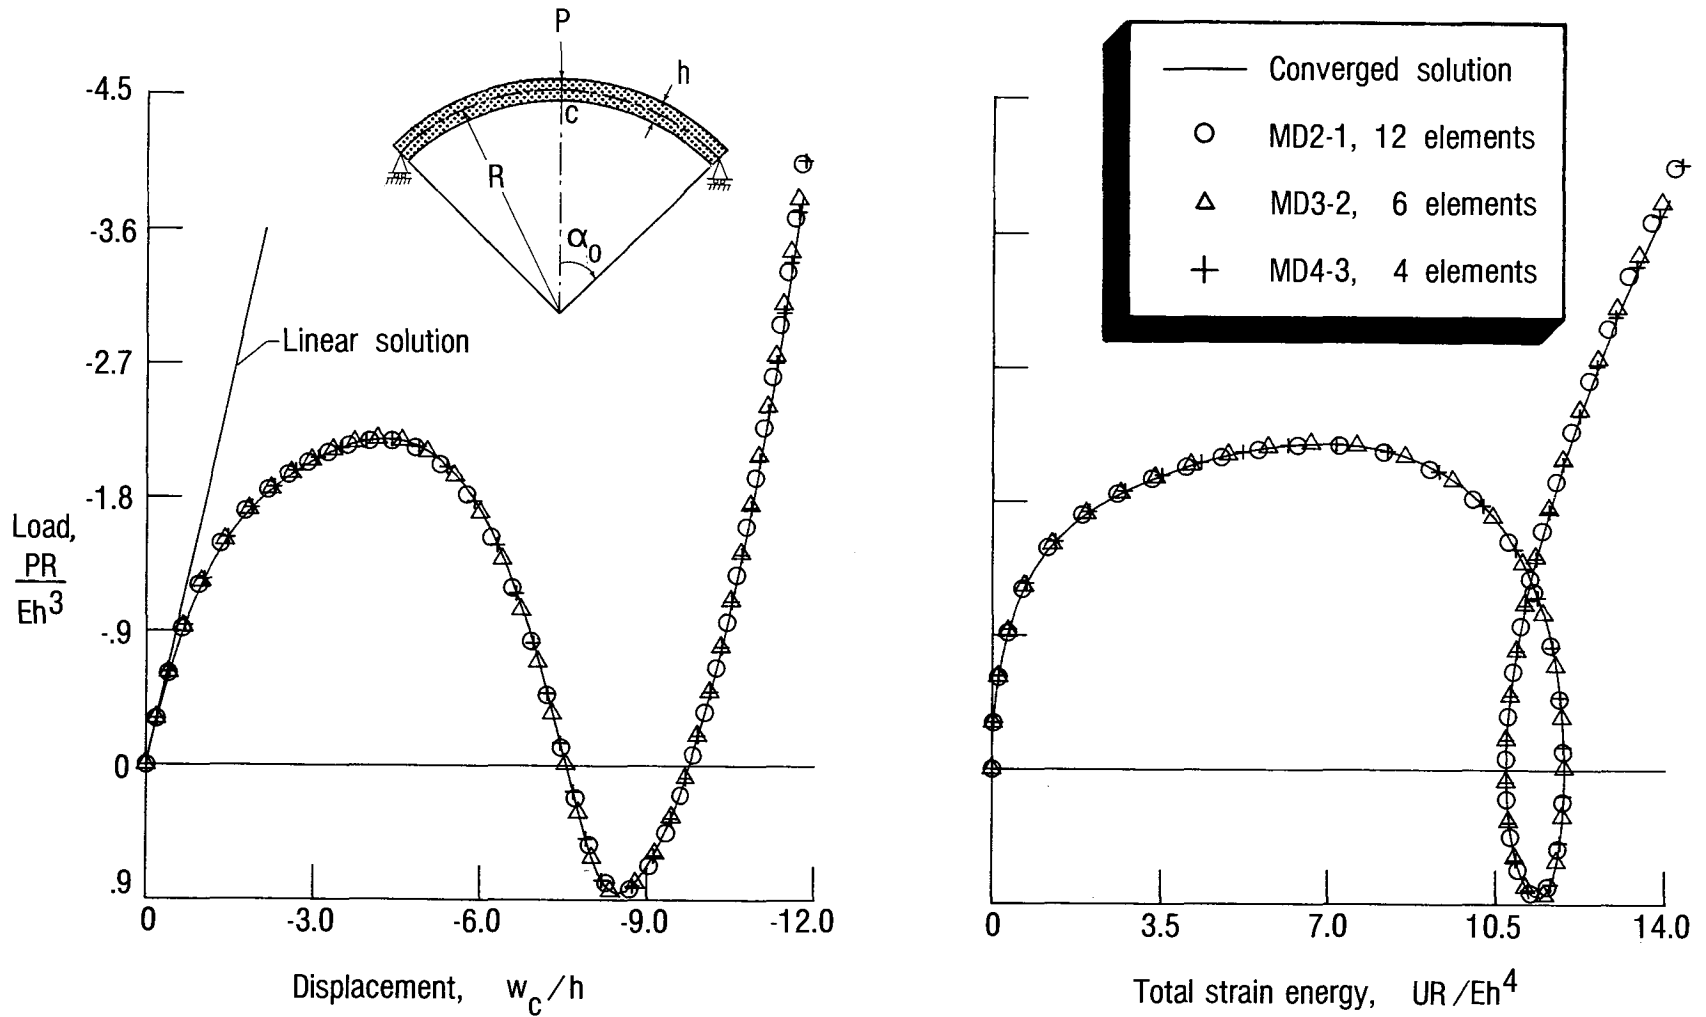 P
-4.5
h
c
R
-3.6
α0
Linear solution
-2.7
-1.8
Load,
PR
Eh3
-.9
0
.9
0 -3.0 -6.0 -9.0 -12.0
Displacement, wc/h
Converged solution
MD2-1, 12 elements
MD3-2, 6 elements
MD4-3, 4 elements
0 3.5 7.0 10.5 14.0
Total strain energy, UR/Eh4